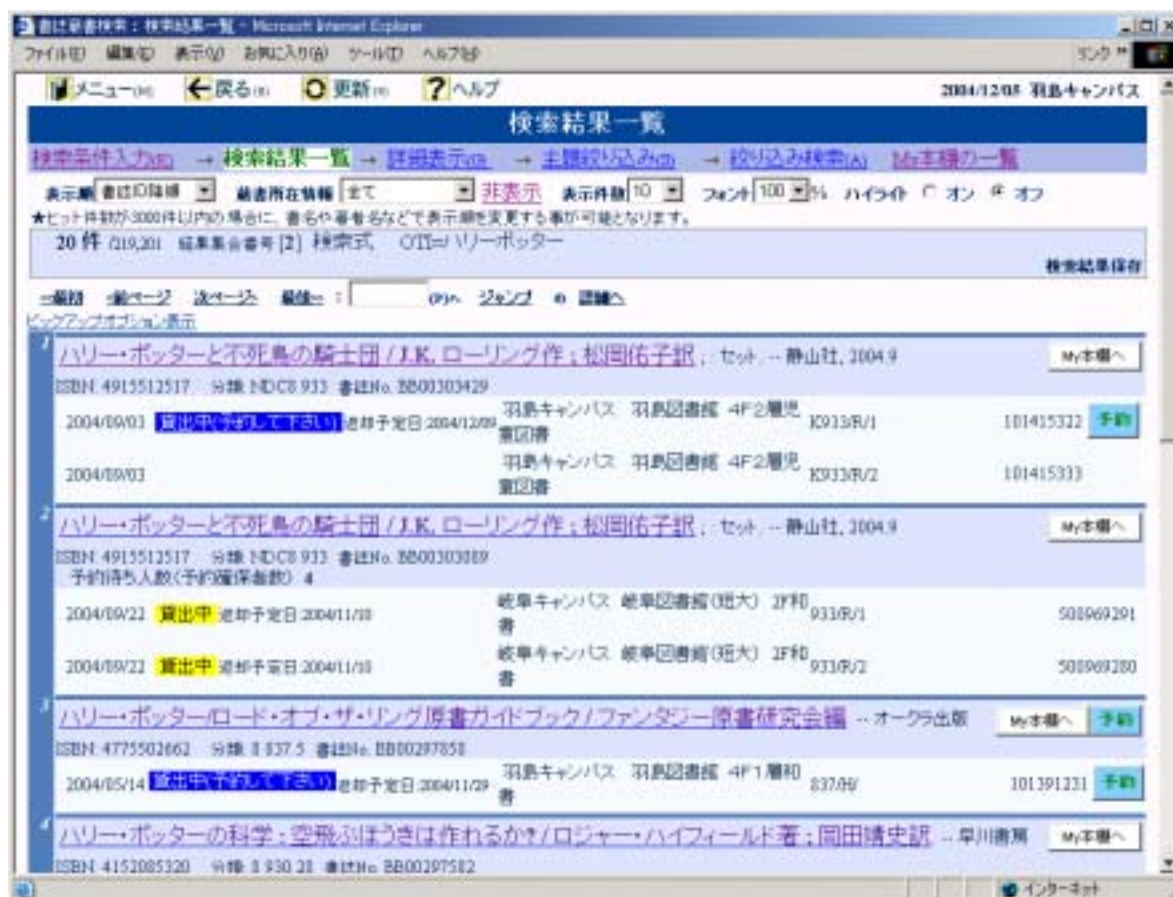 書誌蔵書検索：検索結果一覧 - Microsoft Internet Explorer
ファイル(F) 編集(E) 表示(V) お気に入り(A) ツール(T) ヘルプ(H) リンク »
メニュー(M) 戻る(B) 更新 ? ヘルプ 2004/12/05 羽島キャンパス
検索結果一覧
検索条件入力 → 検索結果一覧 → 詳細表示 → 主題絞り込み → 絞り込み検索(A) My本棚の一覧
表示順 書誌ID降順 蔵書所在情報 全て 非表示 表示件数 10 フォント 100 % ハイライト オン オフ
★ヒット件数が3000件以内の場合に、書名や著者名などで表示順を変更する事が可能となります。
20 件 /219,201 結果集合番号 [2] 検索式 OTI=ハリーポッター
検索結果保存
最初 前ページ 次ページ 最後 : へ ジャンプ 詳細へ
ピックアップオプション表示
1 ハリー・ポッターと不死鳥の騎士団 / J.K. ローリング作 ; 松岡佑子訳 ; セット. -- 静山社, 2004.9 My本棚へ
ISBN 4915512517 分類 NDC8 933 書誌No. BB00303429
2004/09/03 貸出中(予約して下さい) 返却予定日:2004/12/09 羽島キャンパス 羽島図書館 4F2層児童図書 K933/R/1 101415322 予約
2004/09/03 羽島キャンパス 羽島図書館 4F2層児童図書 K933/R/2 101415333
2 ハリー・ポッターと不死鳥の騎士団 / J.K. ローリング作 ; 松岡佑子訳 ; セット. -- 静山社, 2004.9 My本棚へ
ISBN 4915512517 分類 NDC8 933 書誌No. BB00303089
予約待ち人数(予約確保者数) 4
2004/09/22 貸出中 返却予定日:2004/11/18 岐阜キャンパス 岐阜図書館(短大) 2F和書 933/R/1 508969291
2004/09/22 貸出中 返却予定日:2004/11/18 岐阜キャンパス 岐阜図書館(短大) 2F和書 933/R/2 508969280
3 ハリー・ポッター/ロード・オブ・ザ・リング原書ガイドブック / ファンタジー原書研究会編 -- オークラ出版 My本棚へ 予約
ISBN 4775502662 分類 8 837.5 書誌No. BB00297858
2004/05/14 貸出中(予約して下さい) 返却予定日:2004/11/29 羽島キャンパス 羽島図書館 4F1層和書 837/H/ 101391231 予約
4 ハリー・ポッターの科学 : 空飛ぶほうきは作れるか? / ロジャー・ハイフィールド著 ; 岡田靖史訳 -- 早川書房 My本棚へ
ISBN 4152085320 分類 8 930.28 書誌No. BB00297582
インターネット